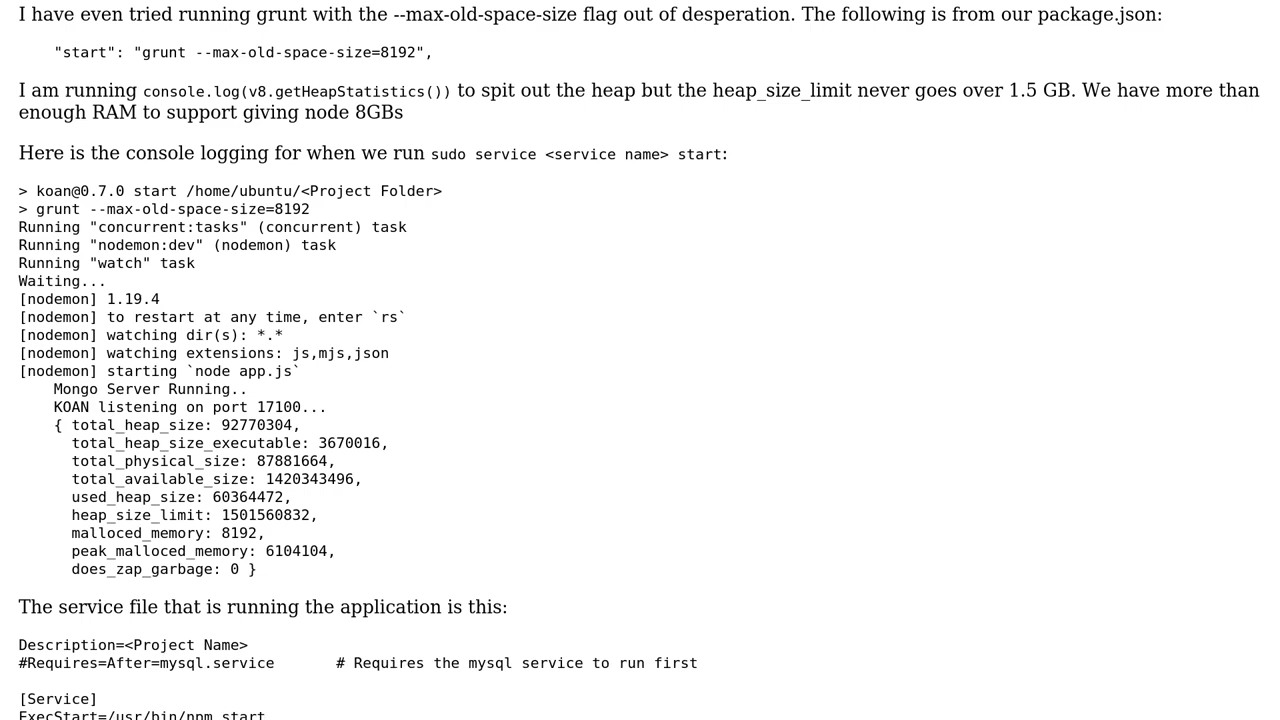 I have even tried running grunt with the --max-old-space-size flag out of desperation. The following is from our package.json:
"start": "grunt --max-old-space-size=8192",
I am running console.log(v8.getHeapStatistics()) to spit out the heap but the heap_size_limit never goes over 1.5 GB. We have more than
enough RAM to support giving node 8GBs
Here is the console logging for when we run sudo service <service name> start:
> koan@0.7.0 start /home/ubuntu/<Project Folder>
> grunt --max-old-space-size=8192
Running "concurrent:tasks" (concurrent) task
Running "nodemon:dev" (nodemon) task
Running "watch" task
Waiting...
[nodemon] 1.19.4
[nodemon] to restart at any time, enter `rs`
[nodemon] watching dir(s): *.*
[nodemon] watching extensions: js,mjs,json
[nodemon] starting `node app.js`
Mongo Server Running..
KOAN listening on port 17100...
{ total_heap_size: 92770304,
total_heap_size_executable: 3670016,
total_physical_size: 87881664,
total_available_size: 1420343496,
used_heap_size: 60364472,
heap_size_limit: 1501560832,
malloced_memory: 8192,
peak_malloced_memory: 6104104,
does_zap_garbage: 0 }
The service file that is running the application is this:
Description=<Project Name>
#Requires=After=mysql.service       # Requires the mysql service to run first
[Service]
ExecStart=/usr/bin/npm start